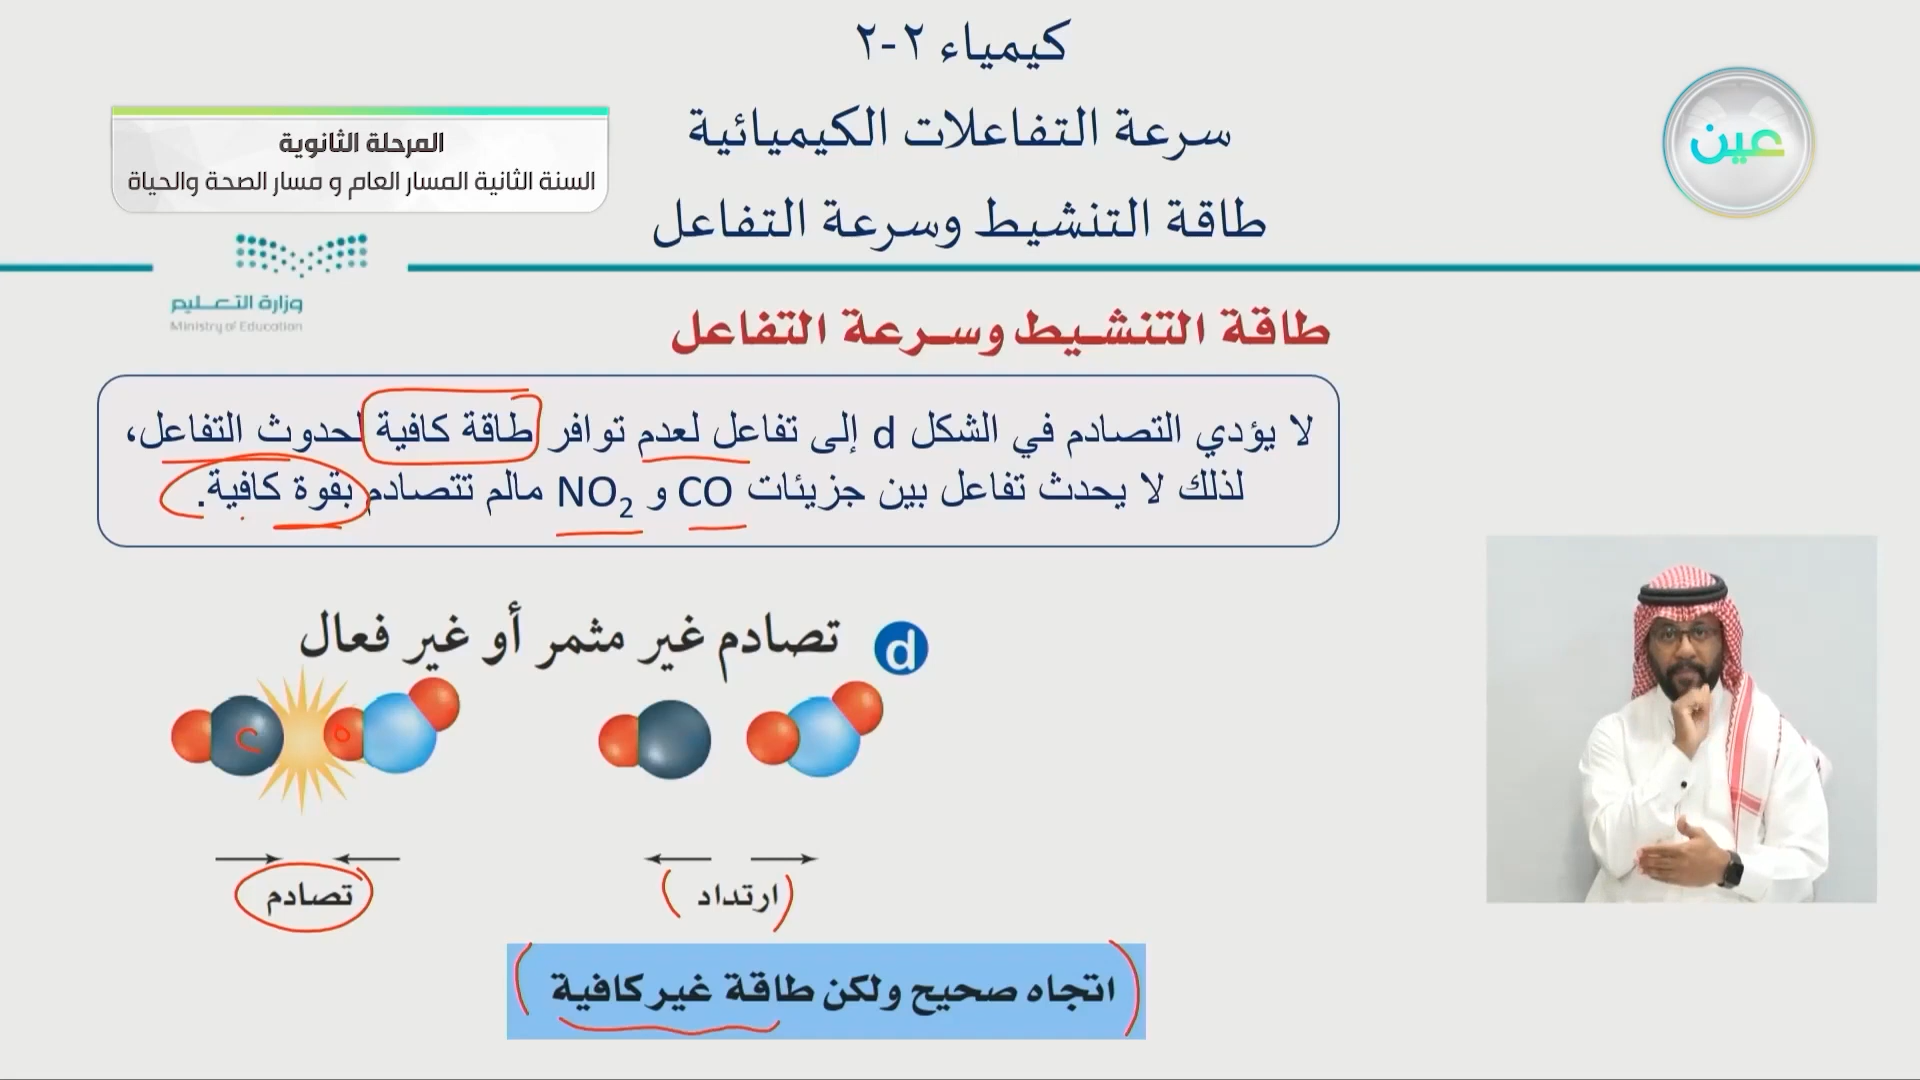 كيمياء ٢-٢
سرعة التفاعلات الكيميائية
طاقة التنشيط وسرعة التفاعل
عين
المرحلة الثانوية
السنة الثانية المسار العام و مسار الصحة والحياة
وزارة التعليم
Ministry of Education
طاقة التنشيط وسرعة التفاعل
لا يؤدي التصادم في الشكل d إلى تفاعل لعدم توافر طاقة كافية لحدوث التفاعل،
لذلك لا يحدث تفاعل بين جزيئات CO و NO₂ مالم تتصادم بقوة كافية.
d تصادم غير مثمر أو غير فعال
C O
تصادم
ارتداد
اتجاه صحيح ولكن طاقة غير كافية